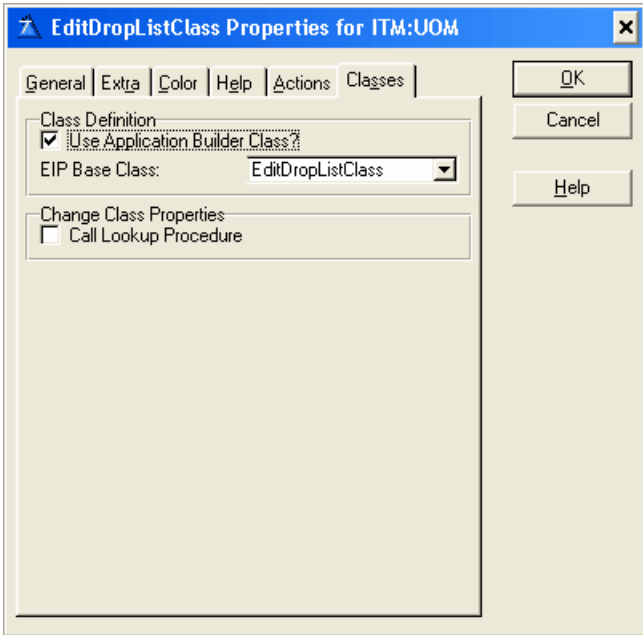 EditDropListClass Properties for ITM:UOM
General Extra Color Help Actions Classes
OK
Class Definition
Cancel
Use Application Builder Class?
EIP Base Class: EditDropListClass
Help
Change Class Properties
Call Lookup Procedure